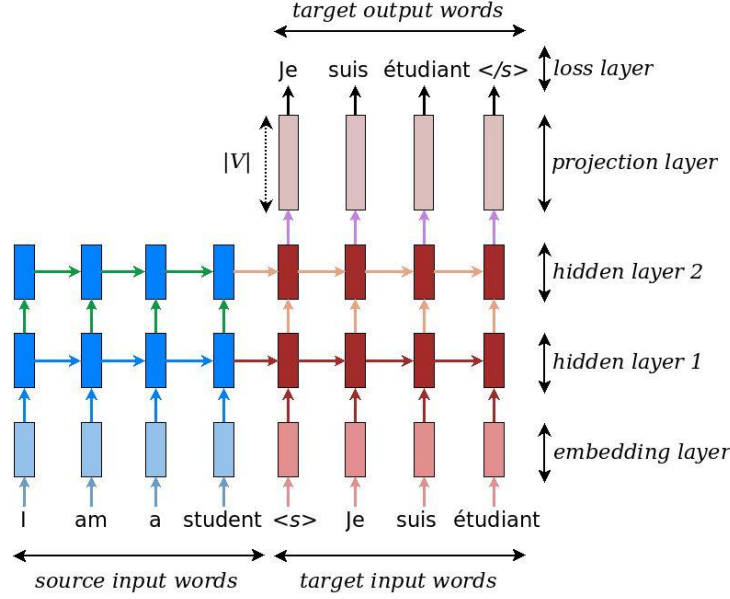 target output words
Je suis étudiant </s> loss layer
|V| projection layer
hidden layer 2
hidden layer 1
embedding layer
I am a student <s> Je suis étudiant
source input words target input words